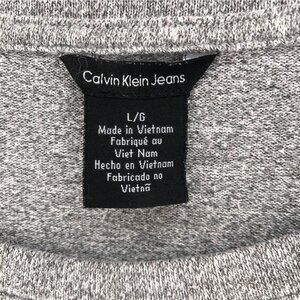 Calvin Klein Jeans
L/G
Made in Vietnam
Fabriqué au
Viet Nam
Hecho en Vietnam
Fabricado no
Vietnã